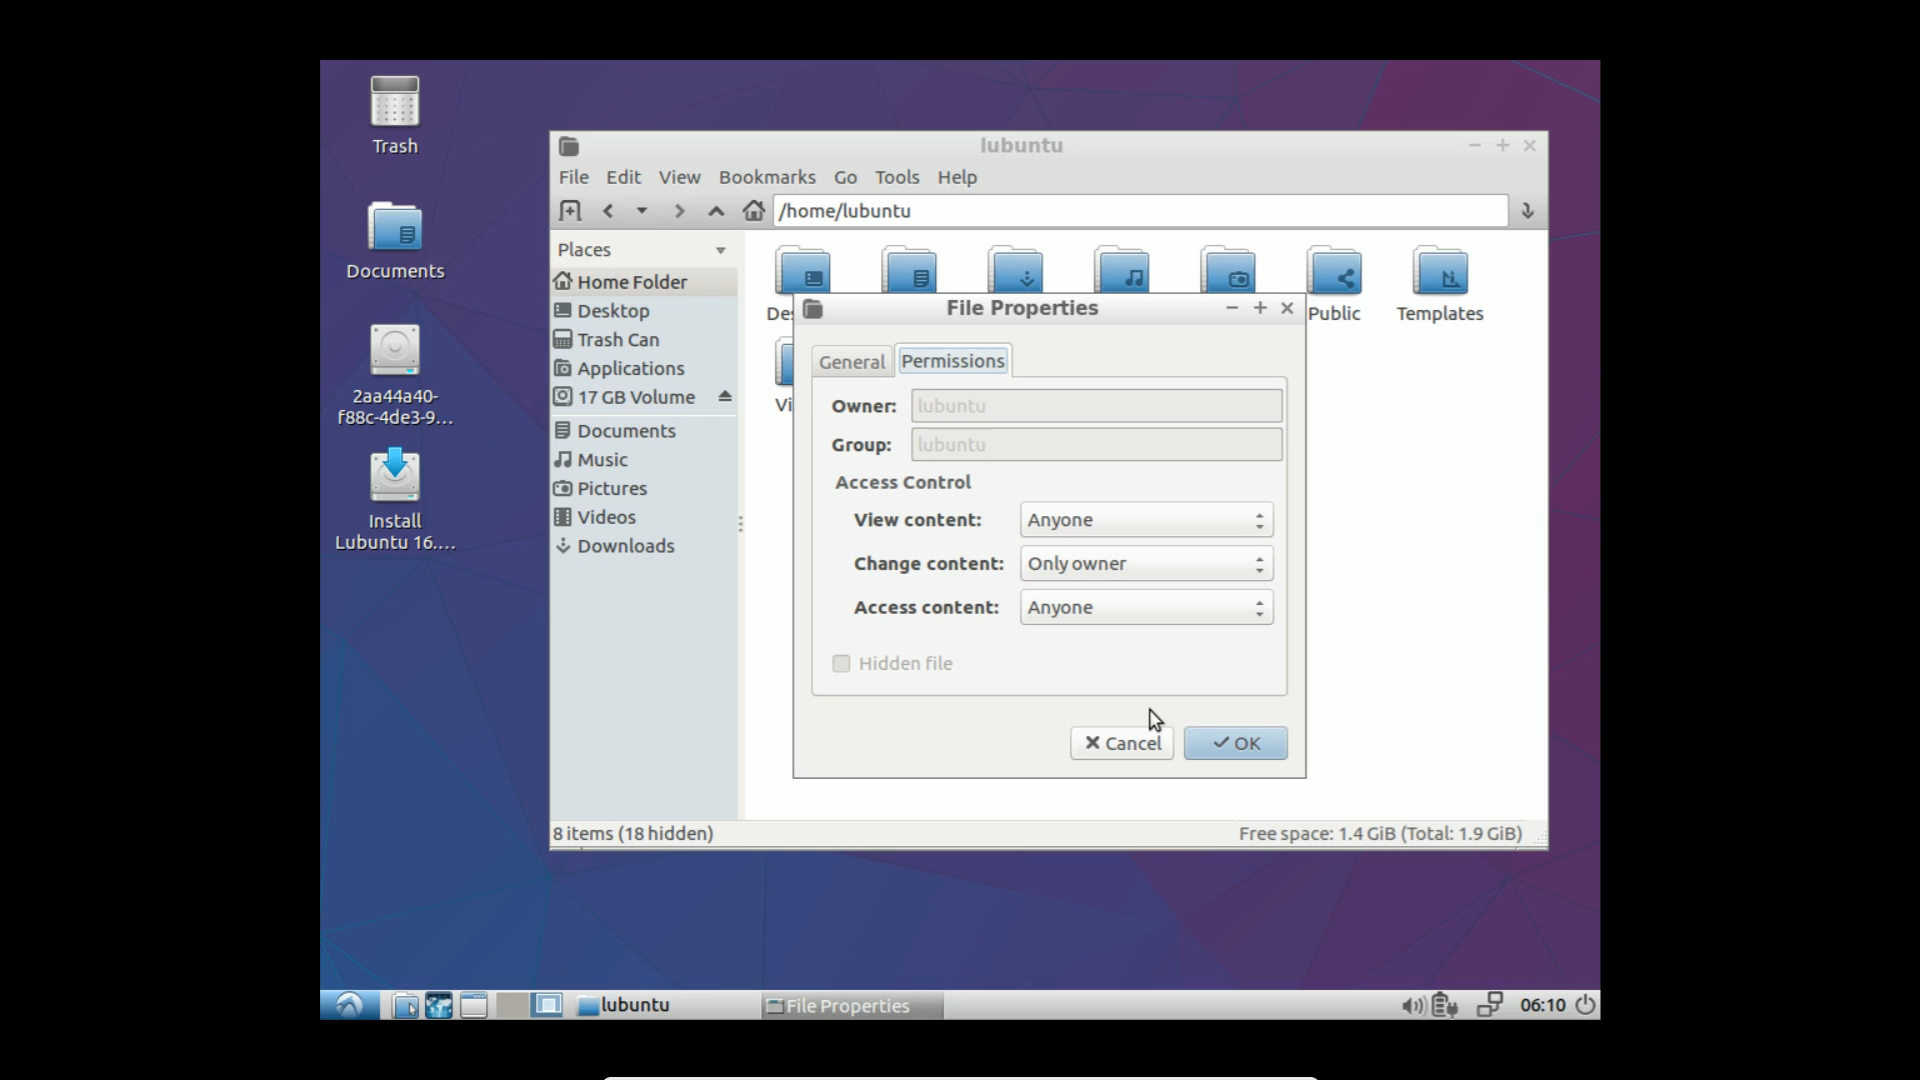 Trash
Documents
2aa44a40-
f88c-4de3-9...
Install
Lubuntu 16....
lubuntu
File Edit View Bookmarks Go Tools Help
/home/lubuntu
Places
Home Folder
Desktop
Trash Can
Applications
17 GB Volume
Documents
Music
Pictures
Videos
Downloads
Public
Templates
File Properties
General
Permissions
Owner: lubuntu
Group: lubuntu
Access Control
View content: Anyone
Change content: Only owner
Access content: Anyone
Hidden file
Cancel
OK
8 items (18 hidden)
Free space: 1.4 GiB (Total: 1.9 GiB)
lubuntu
File Properties
06:10